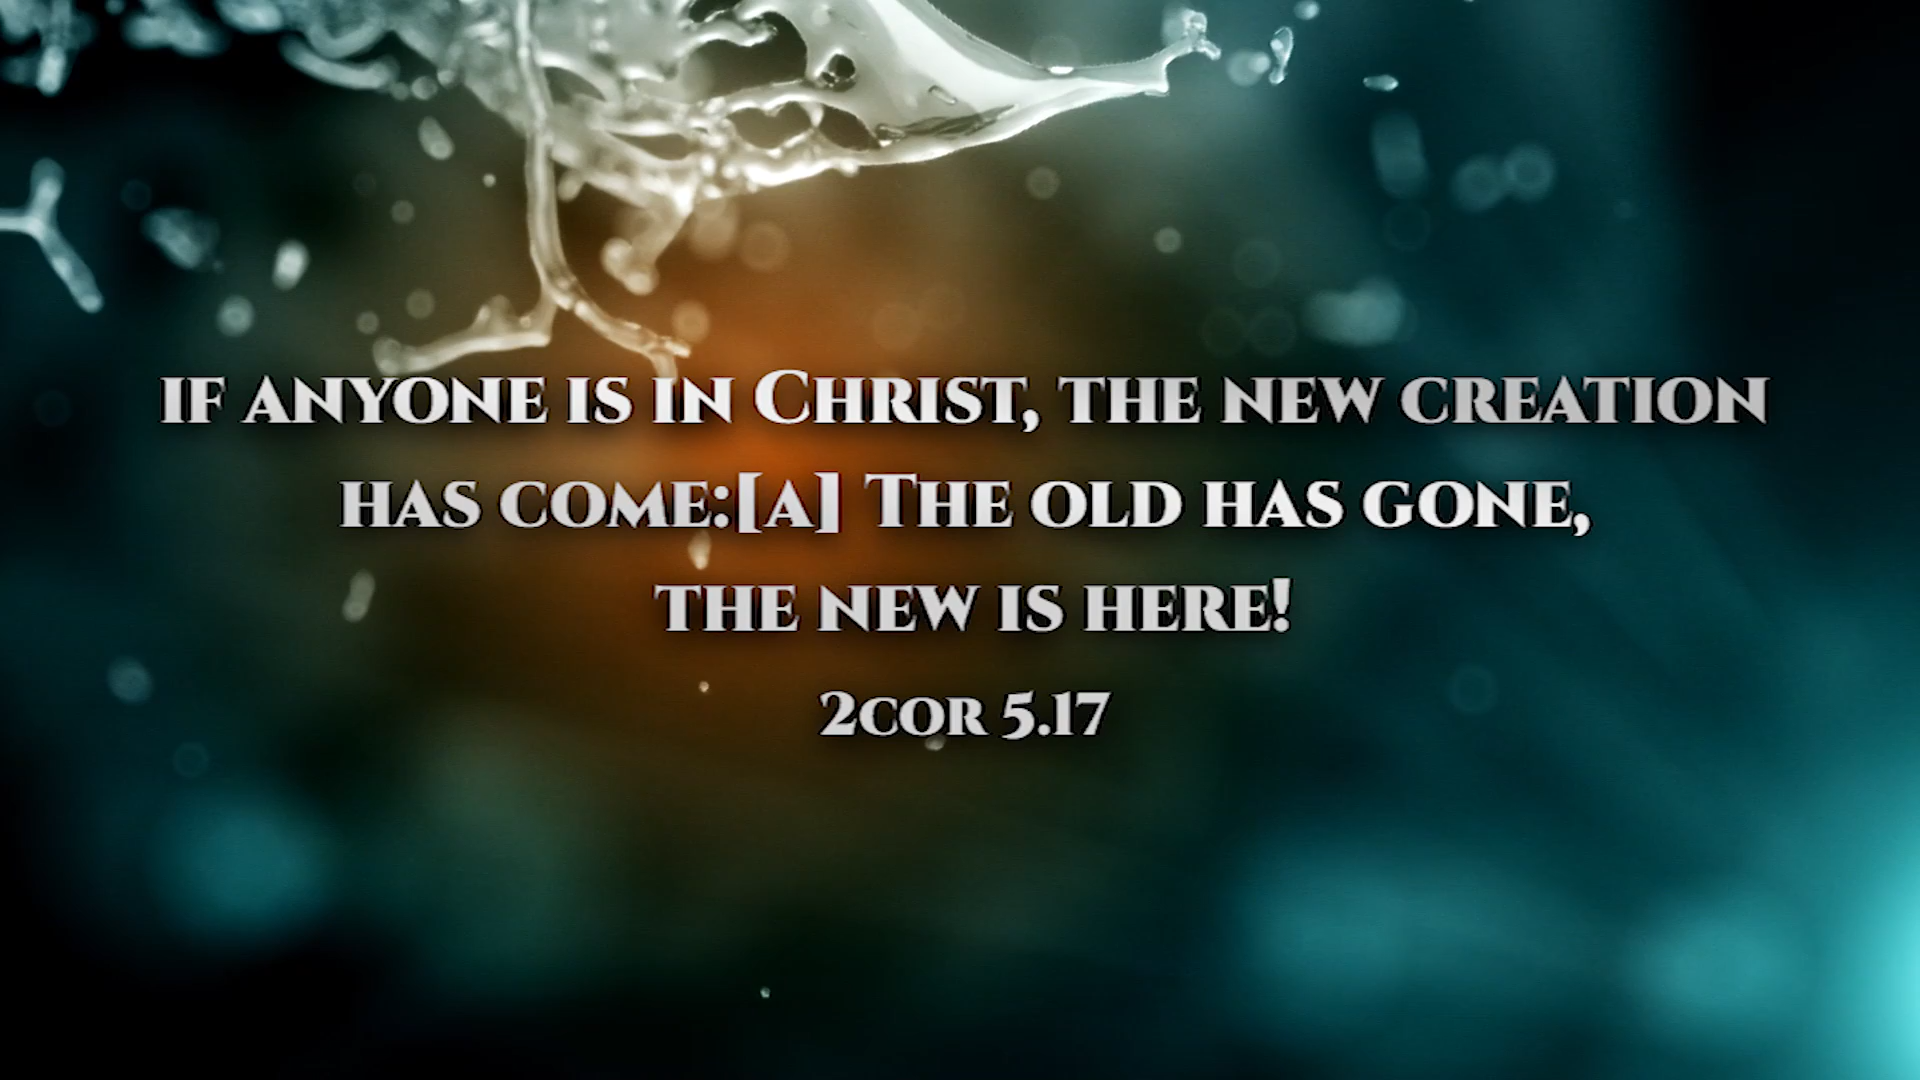 if anyone is in Christ, the new creation
has come:[a] The old has gone,
the new is here!
2cor 5.17